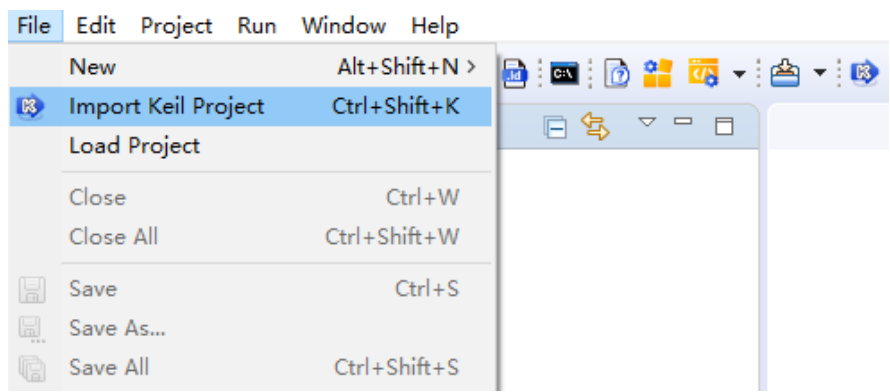 File Edit Project Run Window Help
New Alt+Shift+N >
Import Keil Project Ctrl+Shift+K
Load Project
Close Ctrl+W
Close All Ctrl+Shift+W
Save Ctrl+S
Save As...
Save All Ctrl+Shift+S